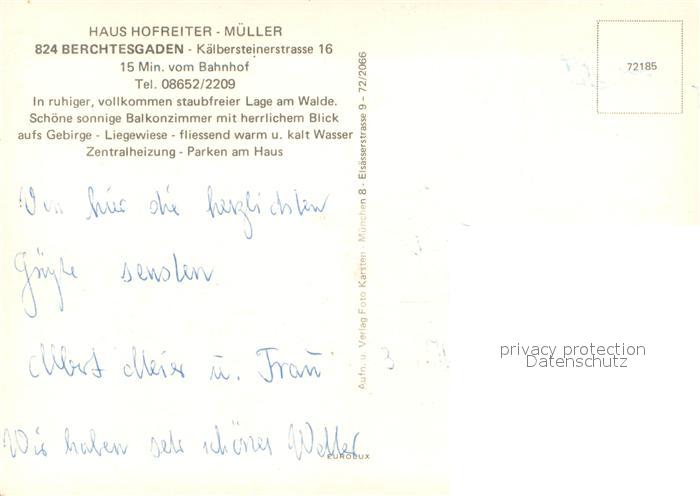 HAUS HOFREITER - MÜLLER
824 BERCHTESGADEN - Kälbersteinerstrasse 16
15 Min. vom Bahnhof
Tel. 08652/2209
In ruhiger, vollkommen staubfreier Lage am Walde.
Schöne sonnige Balkonzimmer mit herrlichem Blick
aufs Gebirge - Liegewiese - fliessend warm u. kalt Wasser
Zentralheizung - Parken am Haus
Von hier die herzlichsten
Grüße senden
Albert Meier u. Frau
Wir haben sehr schönes Wetter
EUROLUX
Aufn. u. Verlag Foto Karsten - München 8 - Elsässerstrasse 9 - 72/2066
72185
3
privacy protection
Datenschutz